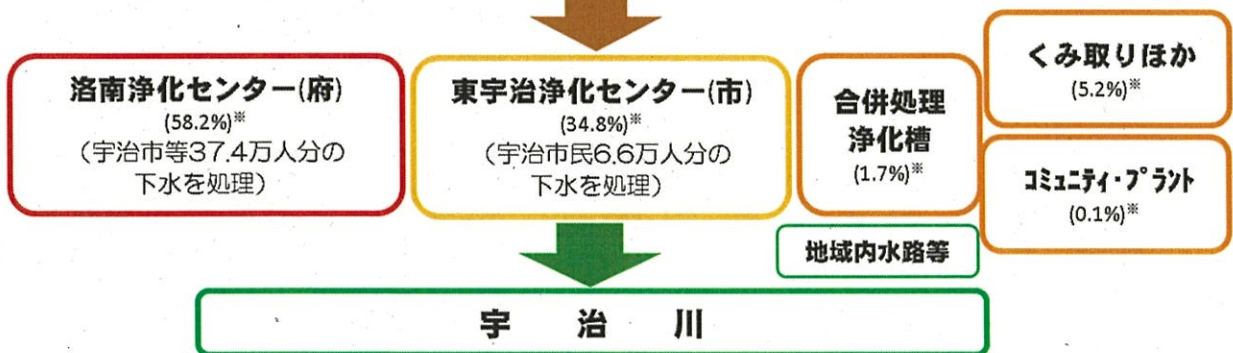 洛南浄化センター(府)
(58.2%)※
(宇治市等37.4万人分の
下水を処理)
東宇治浄化センター(市)
(34.8%)※
(宇治市民6.6万人分の
下水を処理)
合併処理
浄化槽
(1.7%)※
くみ取りほか
(5.2%)※
コミュニティ・プラント
(0.1%)※
地域内水路等
宇治川